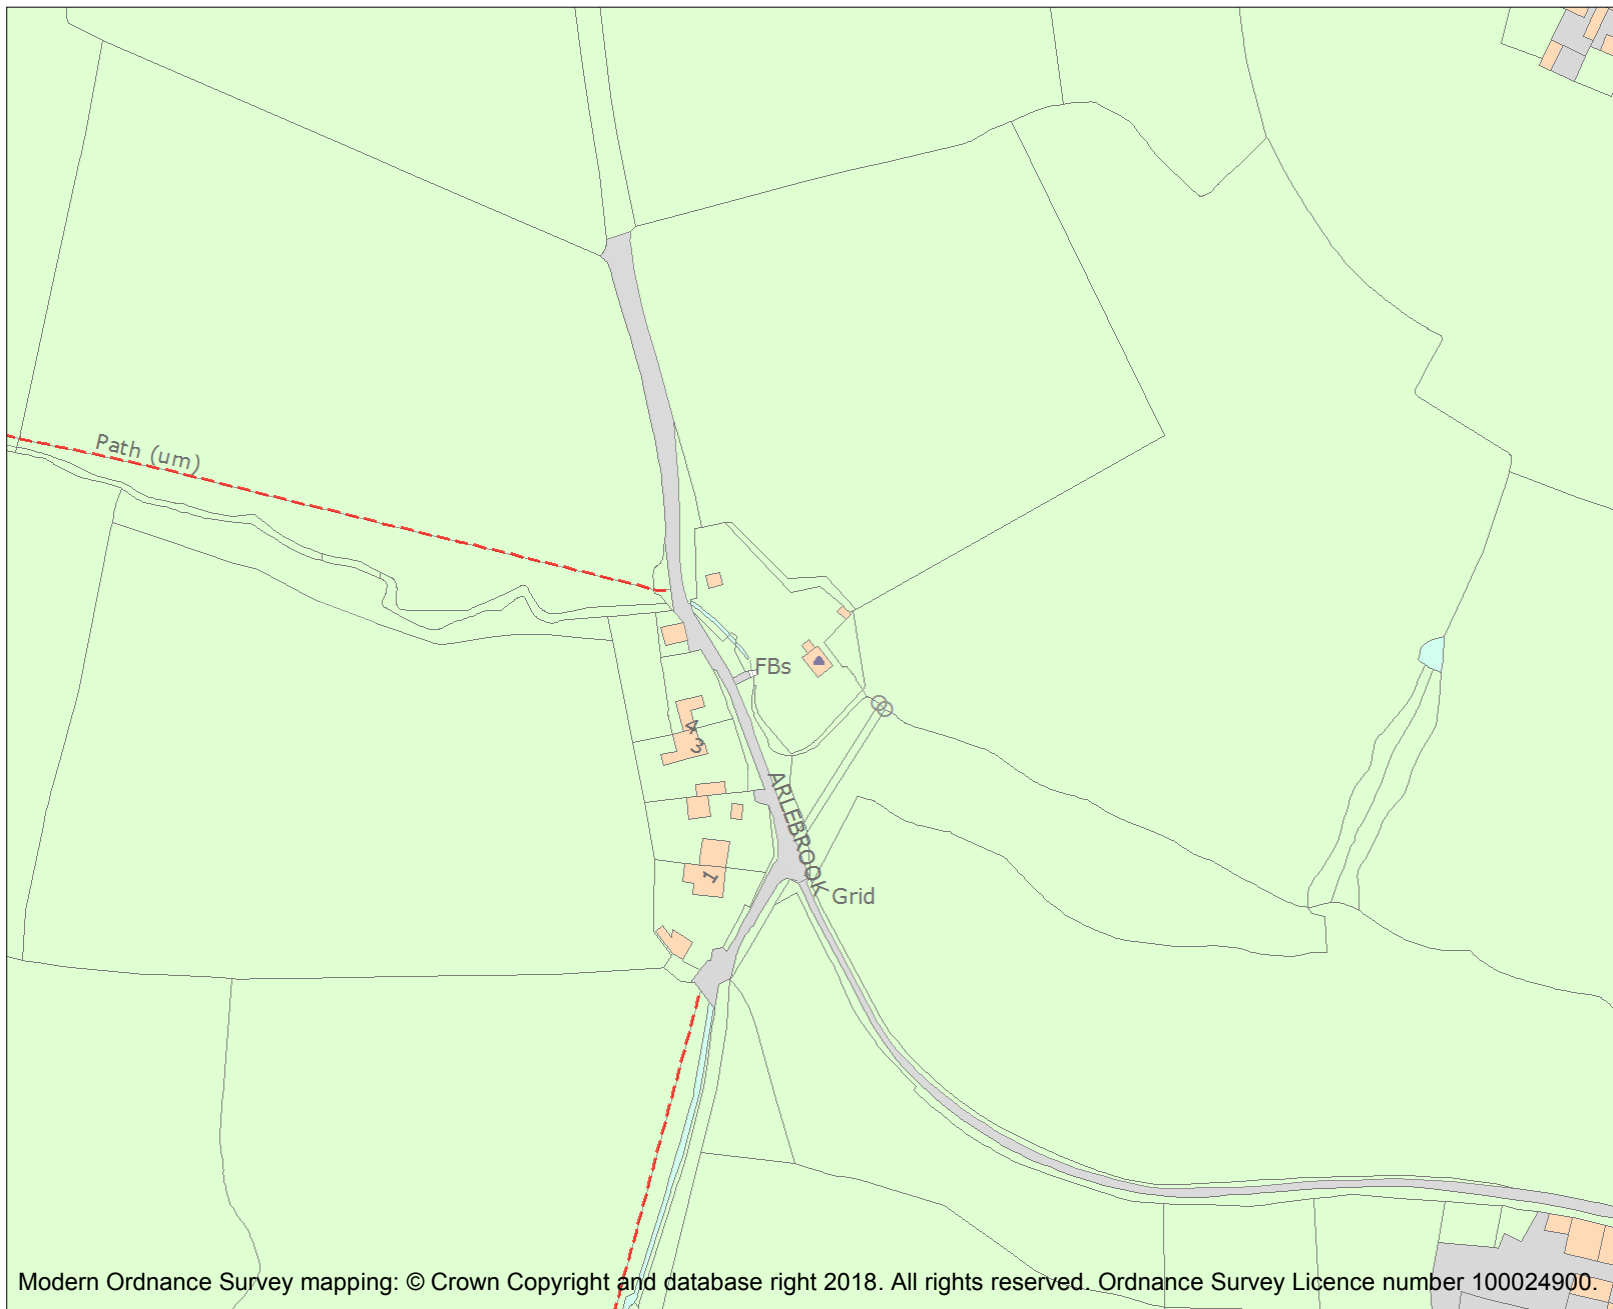 Path (um)
FBs
4
3
ARLEBROOK
1
Grid
Modern Ordnance Survey mapping: © Crown Copyright and database right 2018. All rights reserved. Ordnance Survey Licence number 100024900.